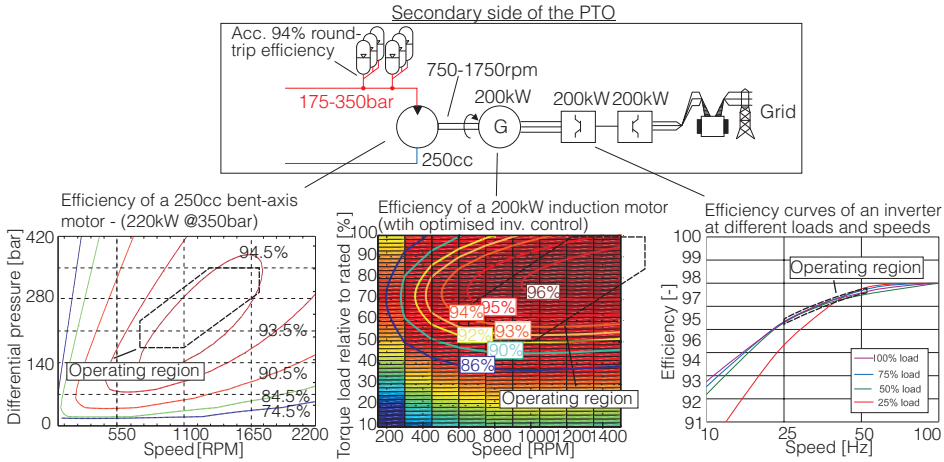 Secondary side of the PTO
Acc. 94% round-
trip efficiency
750-1750rpm
175-350bar
200kW
200kW 200kW
G
Grid
250cc
Efficiency of a 250cc bent-axis
motor - (220kW @350bar)
Differential pressure [bar]
420
280
140
0
94.5%
93.5%
90.5%
84.5%
74.5%
Operating region
550 1100 1650 2200
Speed [RPM]
Efficiency of a 200kW induction motor
(wtih optimised inv. control)
Torque load relative to rated [%]
100
90
80
70
60
50
40
30
20
10
96%
95%
94%
93%
92%
90%
86%
Operating region
200 400 600 800 1000 1200 1400
Speed [RPM]
Efficiency curves of an inverter
at different loads and speeds
Efficiency [-]
100
99
98
97
96
95
94
93
92
91
Operating region
100% load
75% load
50% load
25% load
10 25 50 100
Speed [Hz]